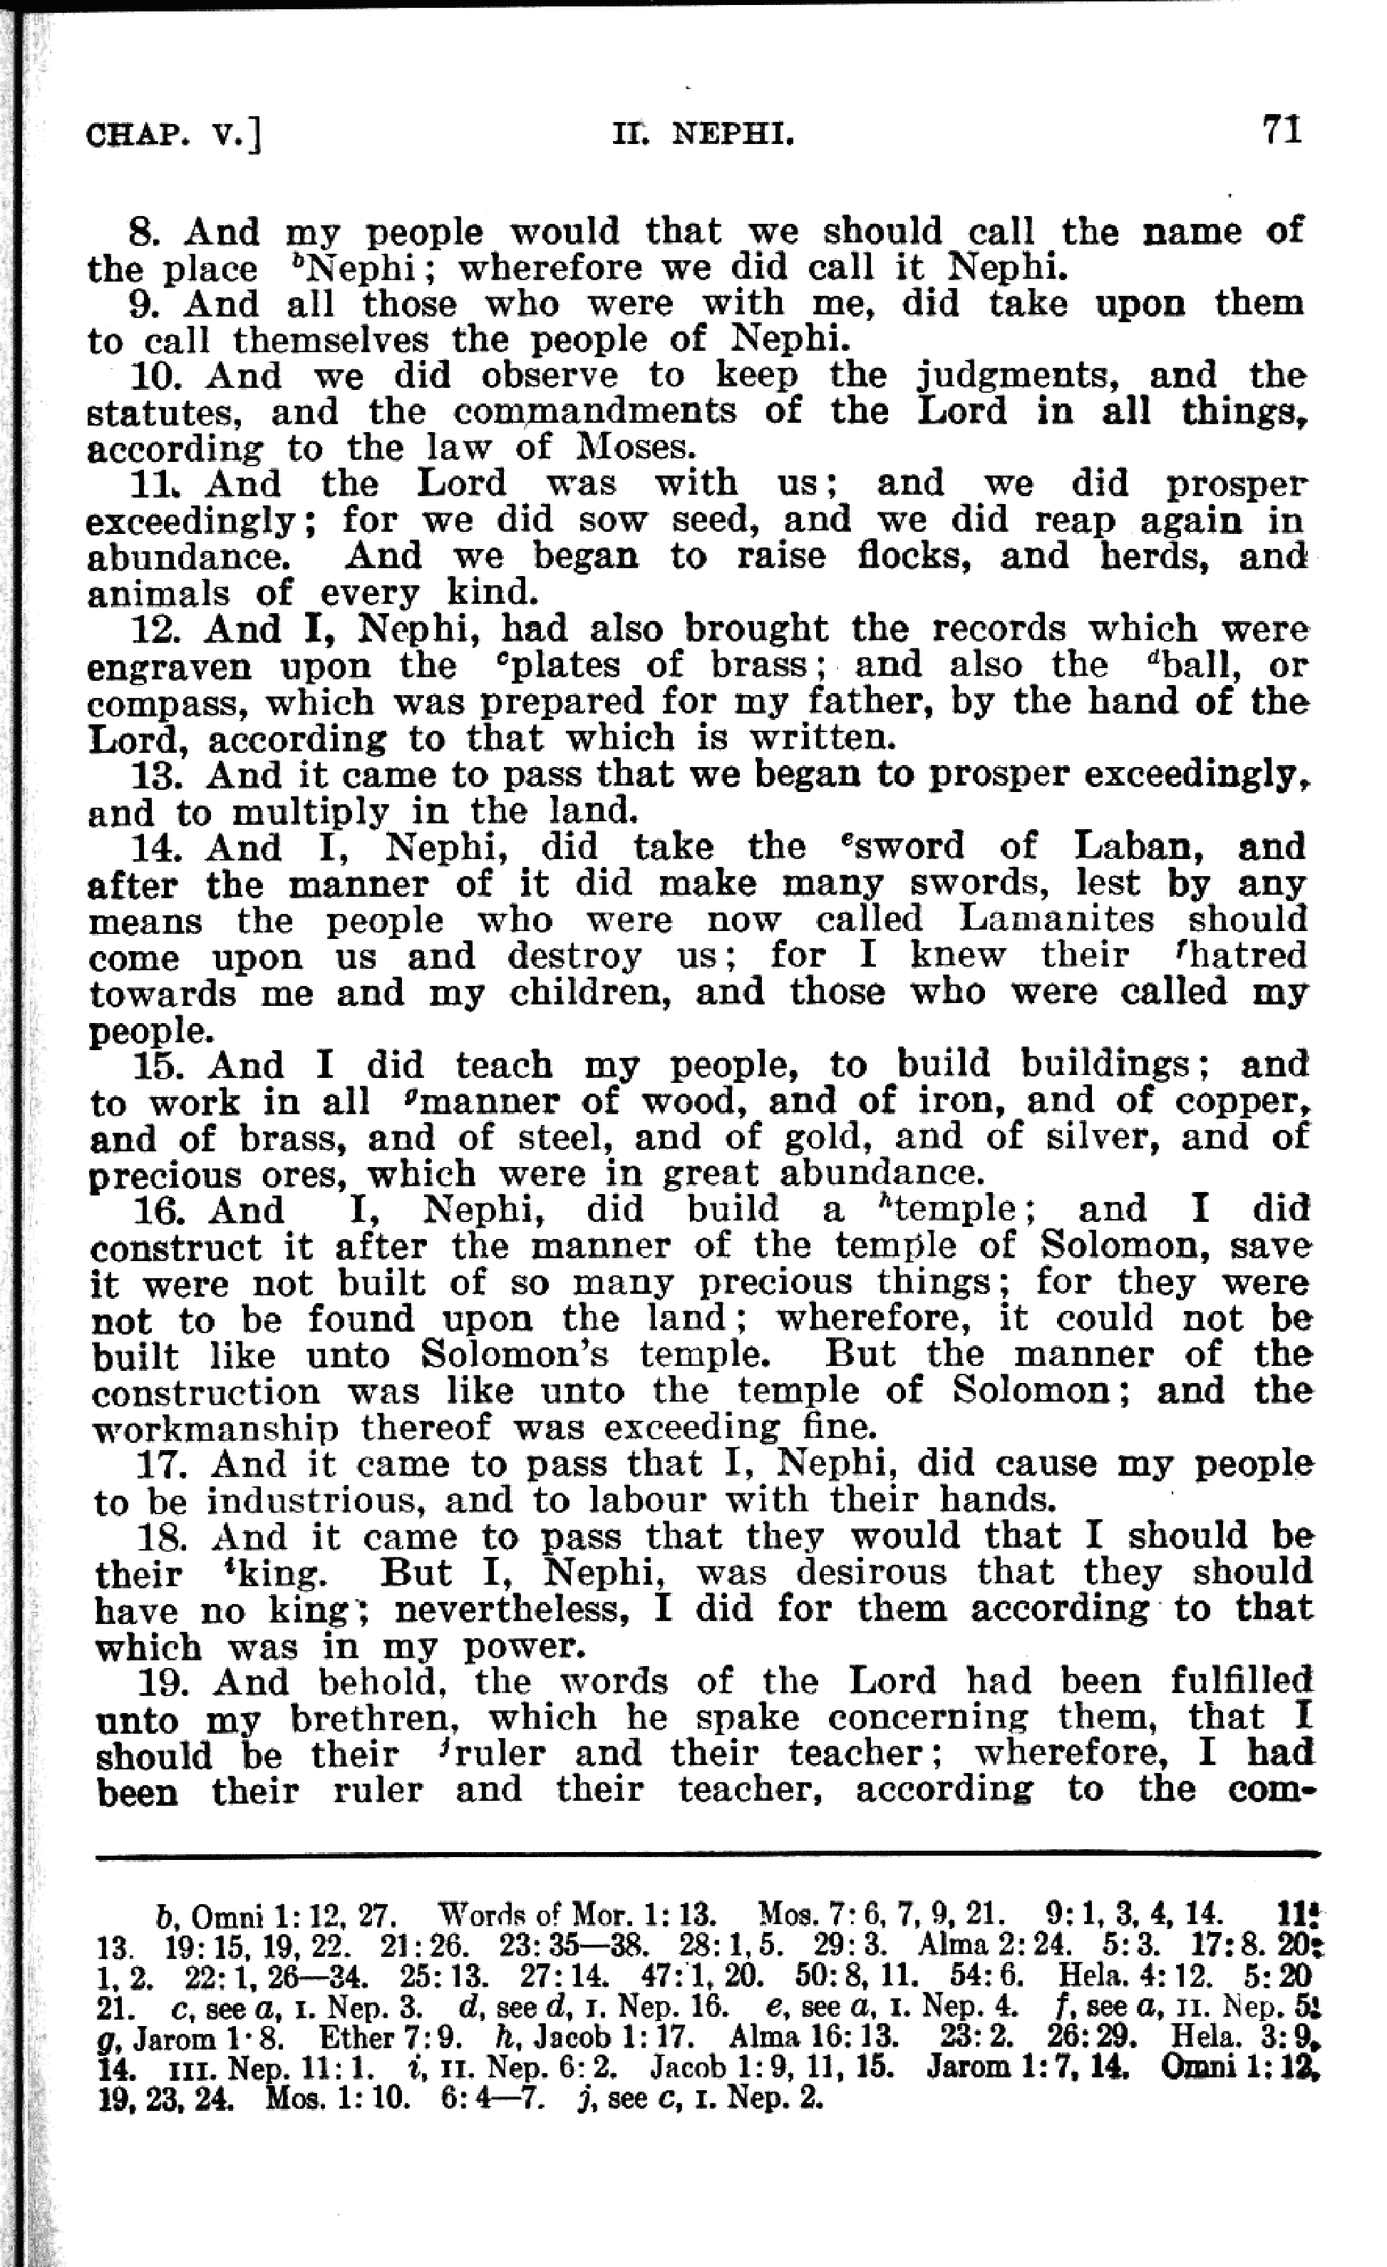 CHAP. V.] II. NEPHI. 71
8. And my people would that we should call the name of
the place ᵇNephi; wherefore we did call it Nephi.
9. And all those who were with me, did take upon them
to call themselves the people of Nephi.
10. And we did observe to keep the judgments, and the
statutes, and the commandments of the Lord in all things,
according to the law of Moses.
11. And the Lord was with us; and we did prosper
exceedingly; for we did sow seed, and we did reap again in
abundance. And we began to raise flocks, and herds, and
animals of every kind.
12. And I, Nephi, had also brought the records which were
engraven upon the ᶜplates of brass; and also the ᵈball, or
compass, which was prepared for my father, by the hand of the
Lord, according to that which is written.
13. And it came to pass that we began to prosper exceedingly,
and to multiply in the land.
14. And I, Nephi, did take the ᵉsword of Laban, and
after the manner of it did make many swords, lest by any
means the people who were now called Lamanites should
come upon us and destroy us; for I knew their ᶠhatred
towards me and my children, and those who were called my
people.
15. And I did teach my people, to build buildings; and
to work in all ᵍmanner of wood, and of iron, and of copper,
and of brass, and of steel, and of gold, and of silver, and of
precious ores, which were in great abundance.
16. And I, Nephi, did build a ʰtemple; and I did
construct it after the manner of the temple of Solomon, save
it were not built of so many precious things; for they were
not to be found upon the land; wherefore, it could not be
built like unto Solomon's temple. But the manner of the
construction was like unto the temple of Solomon; and the
workmanship thereof was exceeding fine.
17. And it came to pass that I, Nephi, did cause my people
to be industrious, and to labour with their hands.
18. And it came to pass that they would that I should be
their ⁱking. But I, Nephi, was desirous that they should
have no king; nevertheless, I did for them according to that
which was in my power.
19. And behold, the words of the Lord had been fulfilled
unto my brethren, which he spake concerning them, that I
should be their ʲruler and their teacher; wherefore, I had
been their ruler and their teacher, according to the com-
b, Omni 1:12, 27. Words of Mor. 1:13. Mos. 7:6, 7, 9, 21. 9:1, 3, 4, 14. 11:
13. 19:15, 19, 22. 21:26. 23:35—38. 28:1, 5. 29:3. Alma 2:24. 5:3. 17:8. 20:
1, 2. 22:1, 26—34. 25:13. 27:14. 47:1, 20. 50:8, 11. 54:6. Hela. 4:12. 5:20
21. c, see a, I. Nep. 3. d, see d, I. Nep. 16. e, see a, I. Nep. 4. f, see a, II. Nep. 5.
g, Jarom 1:8. Ether 7:9. h, Jacob 1:17. Alma 16:13. 23:2. 26:29. Hela. 3:9,
14. III. Nep. 11:1. i, II. Nep. 6:2. Jacob 1:9, 11, 15. Jarom 1:7, 14. Omni 1:12,
19, 23, 24. Mos. 1:10. 6:4—7. j, see c, I. Nep. 2.